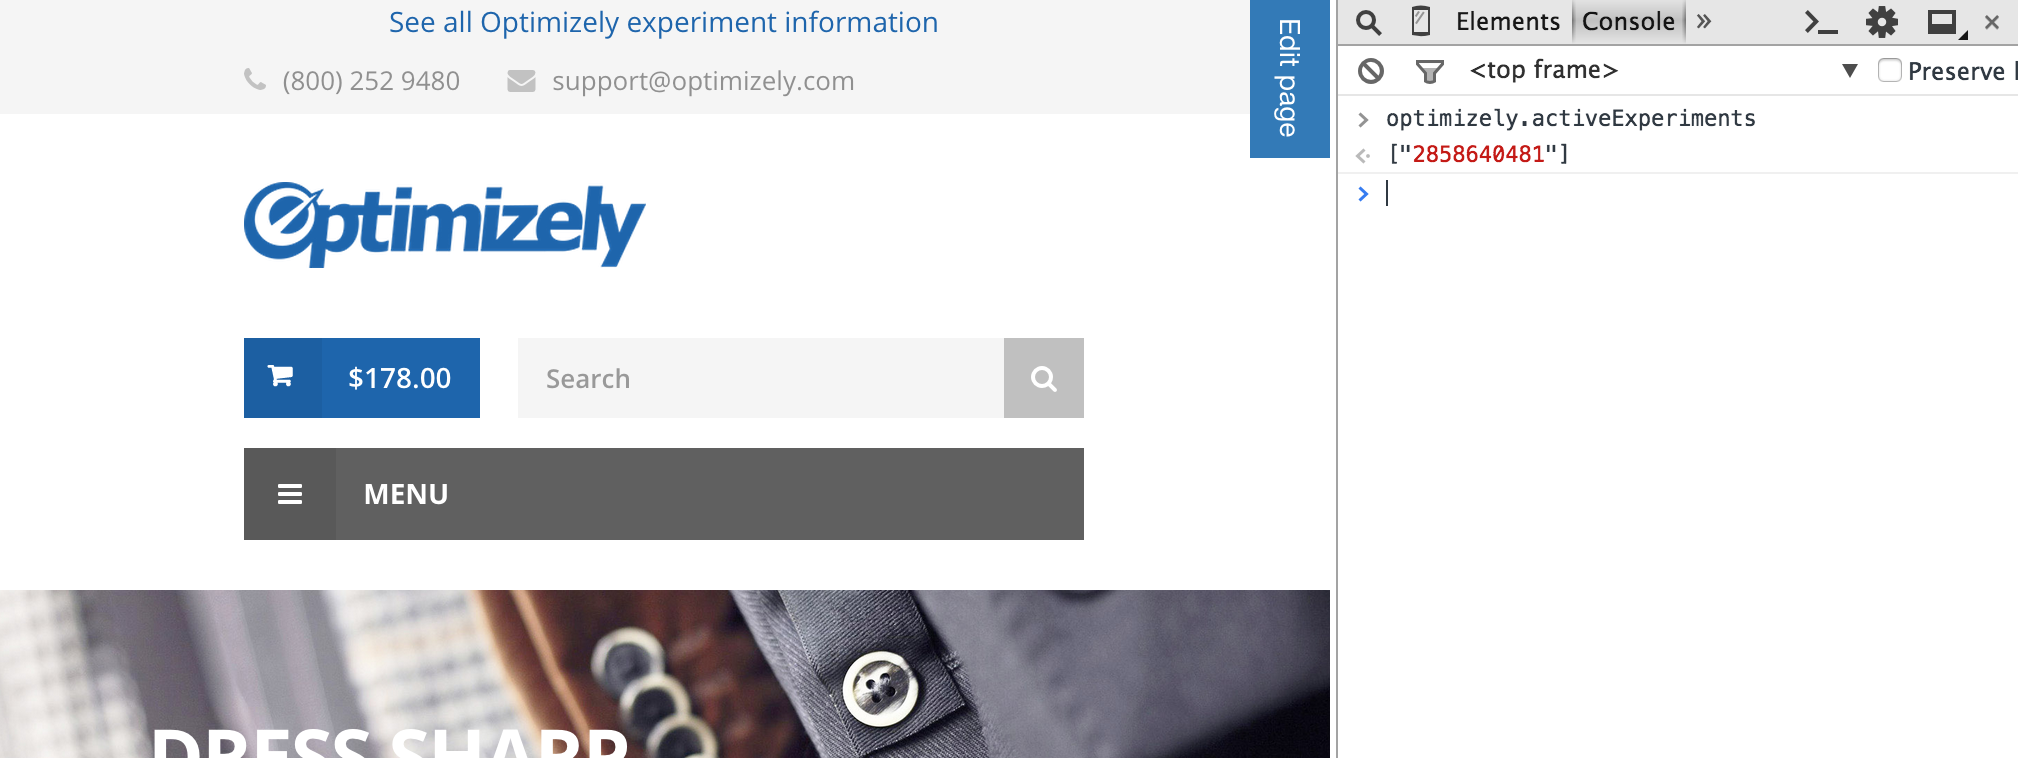 See all Optimizely experiment information
(800) 252 9480 support@optimizely.com
Edit page
Optimizely
$178.00 Search
MENU
DRESS SHARP
Elements Console »
<top frame> ▼ Preserve
> optimizely.activeExperiments
["2858640481"]
>